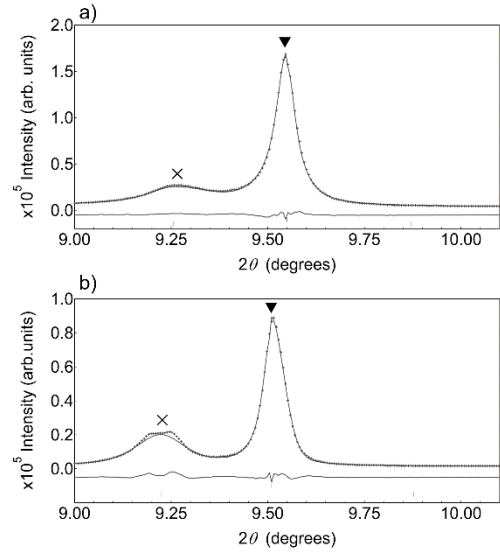 a)
x10⁵ Intensity (arb. units)
2.0
1.5
1.0
0.5
0.0
9.00 9.25 9.50 9.75 10.00
2θ (degrees)
b)
x10⁵ Intensity (arb.units)
1.0
0.8
0.6
0.4
0.2
0.0
9.00 9.25 9.50 9.75 10.00
2θ (degrees)